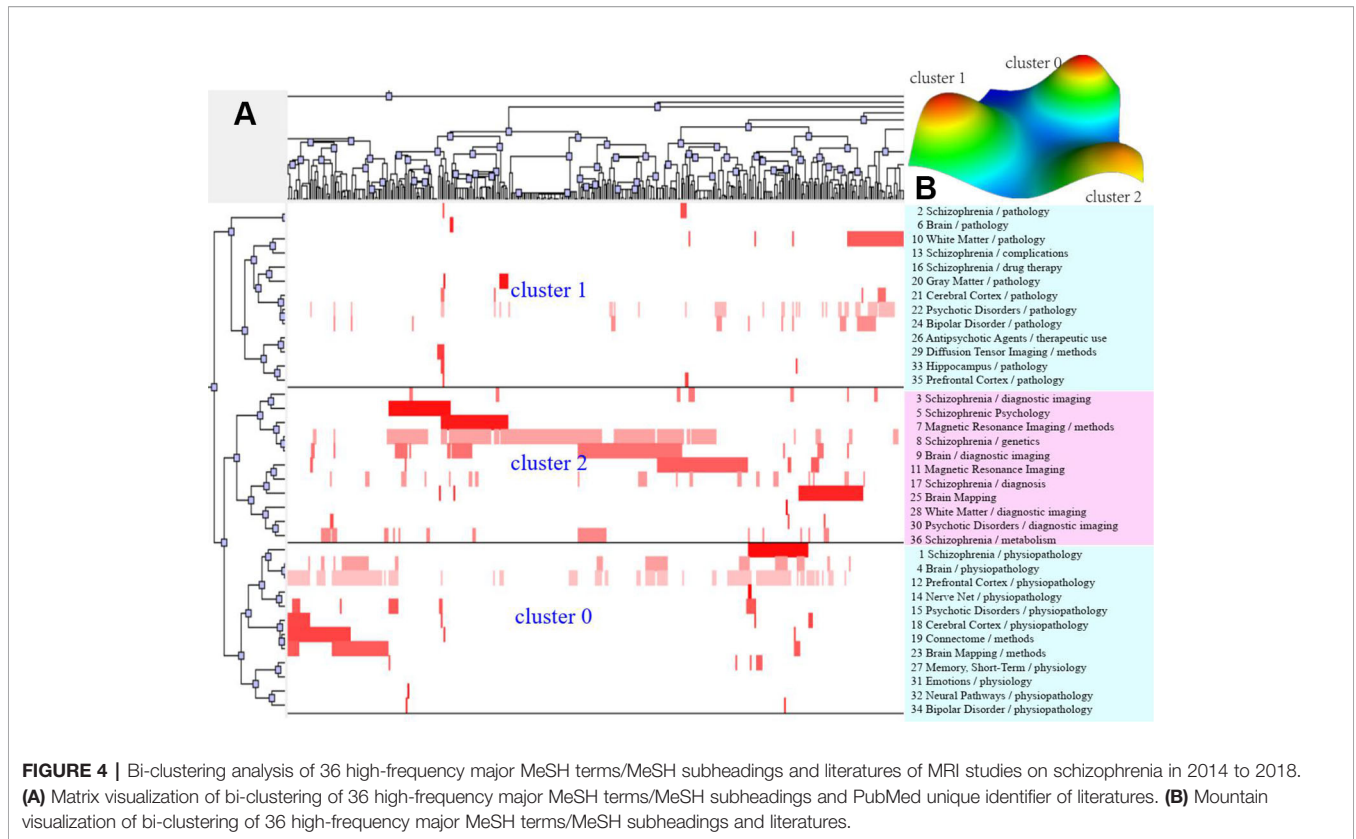 A
cluster 1
cluster 0
cluster 2
B
2 Schizophrenia / pathology
6 Brain / pathology
10 White Matter / pathology
13 Schizophrenia / complications
16 Schizophrenia / drug therapy
20 Gray Matter / pathology
21 Cerebral Cortex / pathology
22 Psychotic Disorders / pathology
24 Bipolar Disorder / pathology
26 Antipsychotic Agents / therapeutic use
29 Diffusion Tensor Imaging / methods
33 Hippocampus / pathology
35 Prefrontal Cortex / pathology
cluster 1
3 Schizophrenia / diagnostic imaging
5 Schizophrenic Psychology
7 Magnetic Resonance Imaging / methods
8 Schizophrenia / genetics
9 Brain / diagnostic imaging
11 Magnetic Resonance Imaging
17 Schizophrenia / diagnosis
25 Brain Mapping
28 White Matter / diagnostic imaging
30 Psychotic Disorders / diagnostic imaging
36 Schizophrenia / metabolism
cluster 2
1 Schizophrenia / physiopathology
4 Brain / physiopathology
12 Prefrontal Cortex / physiopathology
14 Nerve Net / physiopathology
15 Psychotic Disorders / physiopathology
18 Cerebral Cortex / physiopathology
19 Connectome / methods
23 Brain Mapping / methods
27 Memory, Short-Term / physiology
31 Emotions / physiology
32 Neural Pathways / physiopathology
34 Bipolar Disorder / physiopathology
cluster 0
FIGURE 4 | Bi-clustering analysis of 36 high-frequency major MeSH terms/MeSH subheadings and literatures of MRI studies on schizophrenia in 2014 to 2018.
(A) Matrix visualization of bi-clustering of 36 high-frequency major MeSH terms/MeSH subheadings and PubMed unique identifier of literatures. (B) Mountain
visualization of bi-clustering of 36 high-frequency major MeSH terms/MeSH subheadings and literatures.